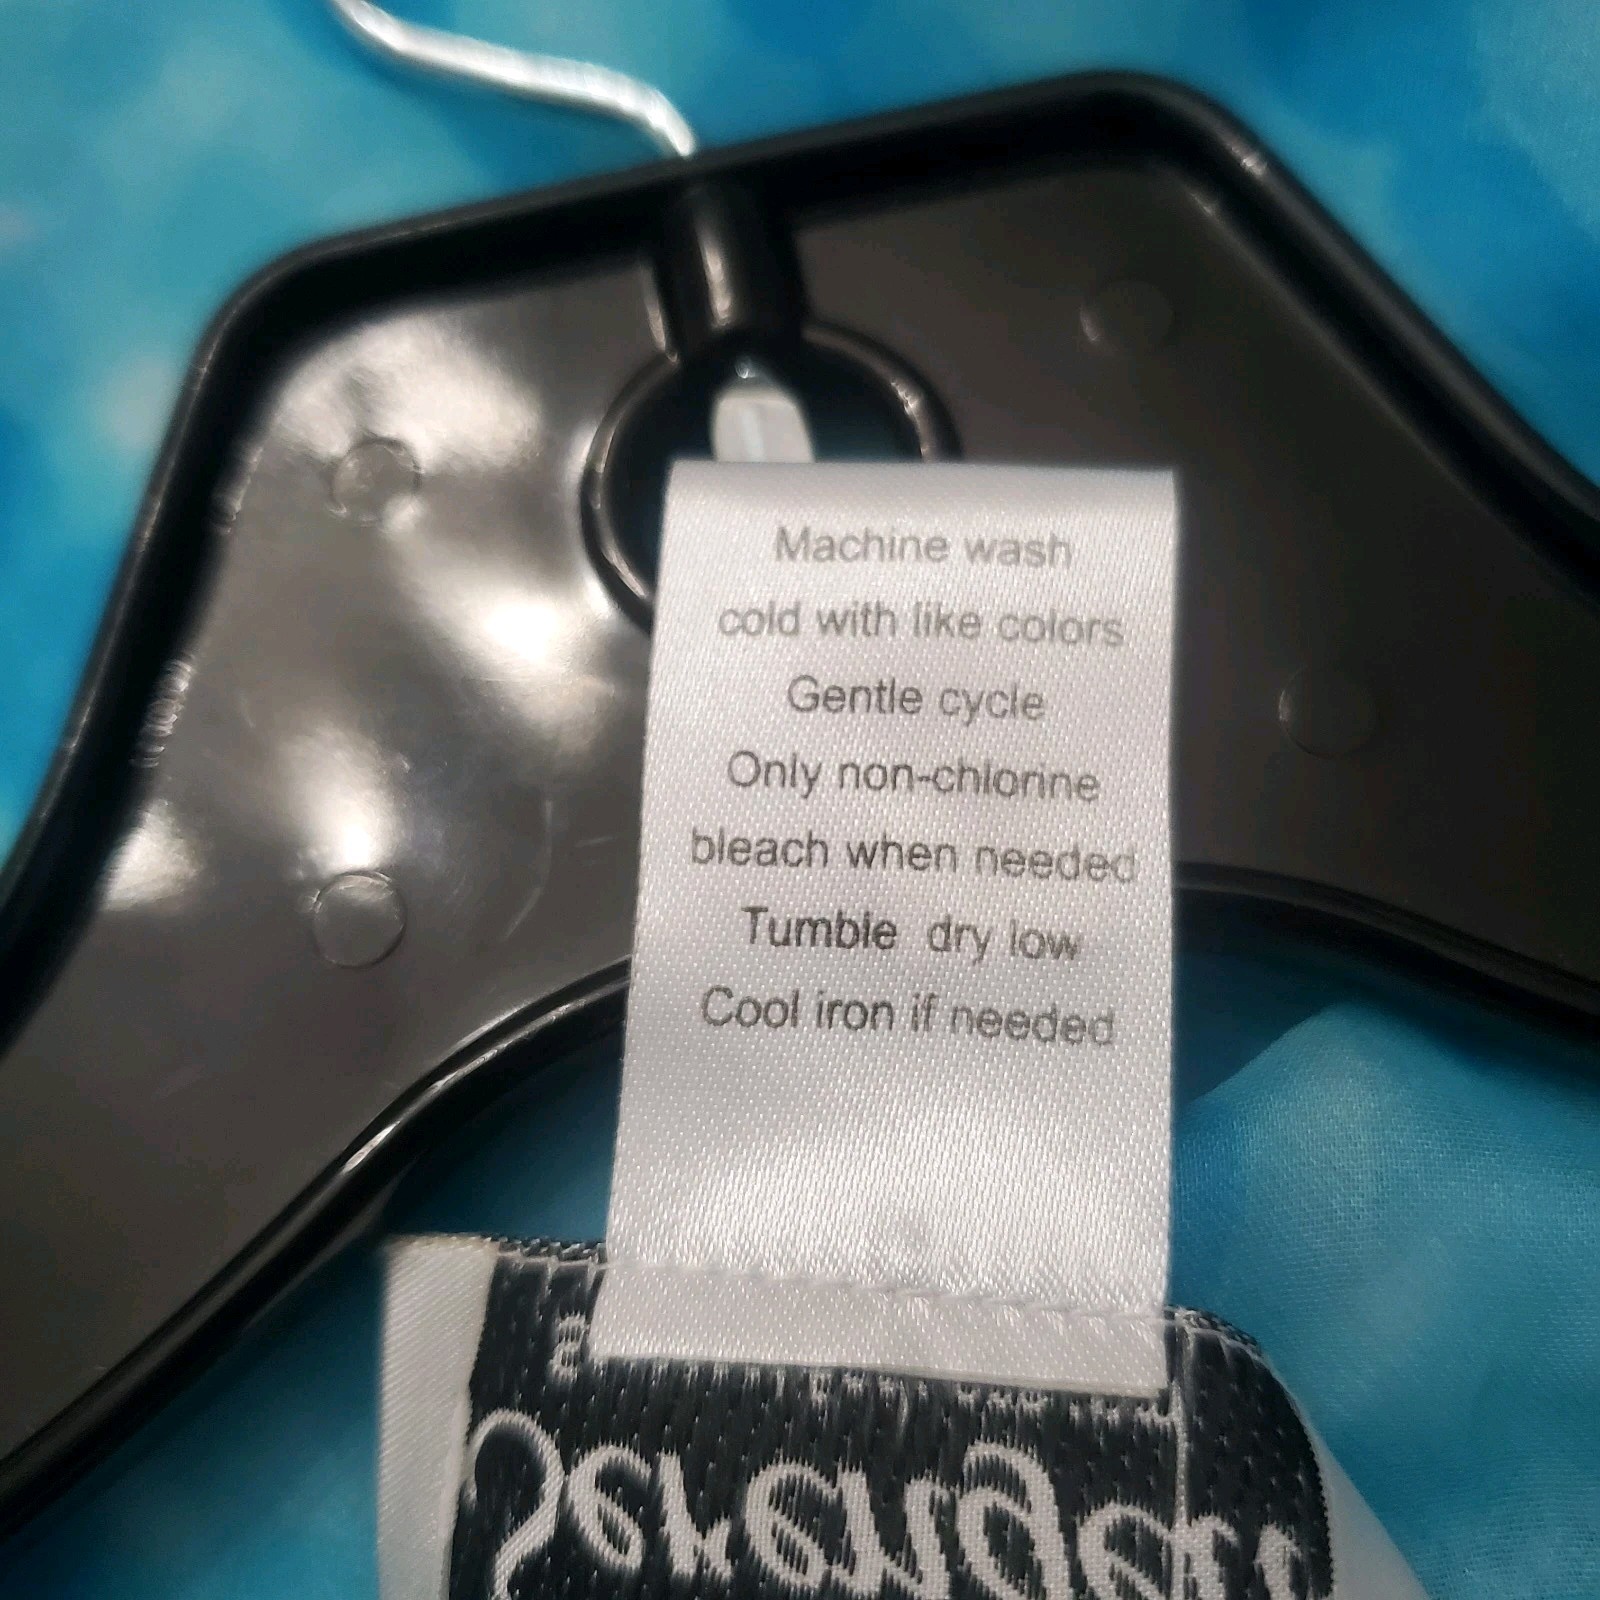 Machine wash
cold with like colors
Gentle cycle
Only non-chlorine
bleach when needed
Tumble dry low
Cool iron if needed